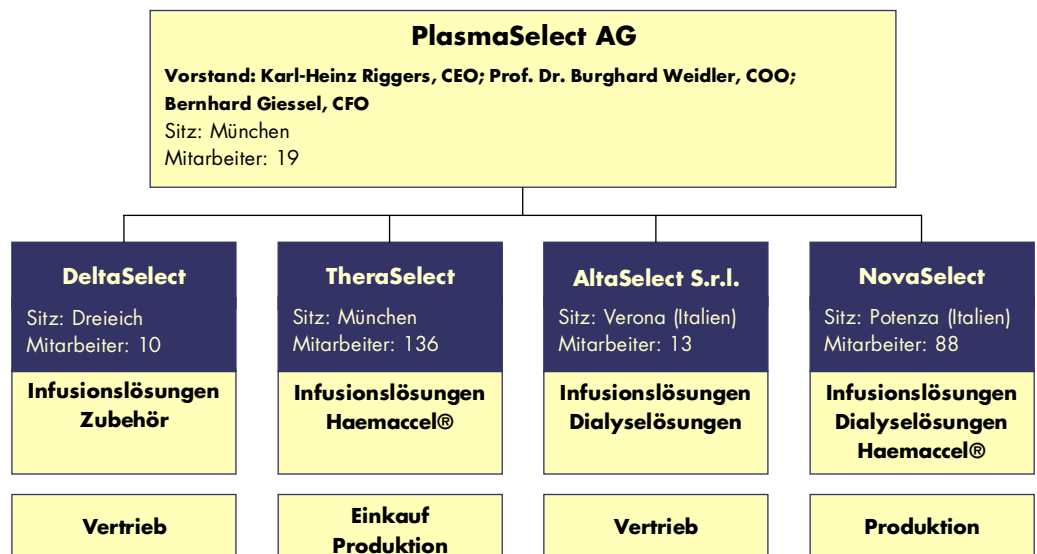 PlasmaSelect AG
Vorstand: Karl-Heinz Riggers, CEO; Prof. Dr. Burghard Weidler, COO;
Bernhard Giessel, CFO
Sitz: München
Mitarbeiter: 19
DeltaSelect
Sitz: Dreieich
Mitarbeiter: 10
Infusionslösungen
Zubehör
Vertrieb
TheraSelect
Sitz: München
Mitarbeiter: 136
Infusionslösungen
Haemaccel®
Einkauf
Produktion
AltaSelect S.r.l.
Sitz: Verona (Italien)
Mitarbeiter: 13
Infusionslösungen
Dialyselösungen
Vertrieb
NovaSelect
Sitz: Potenza (Italien)
Mitarbeiter: 88
Infusionslösungen
Dialyselösungen
Haemaccel®
Produktion